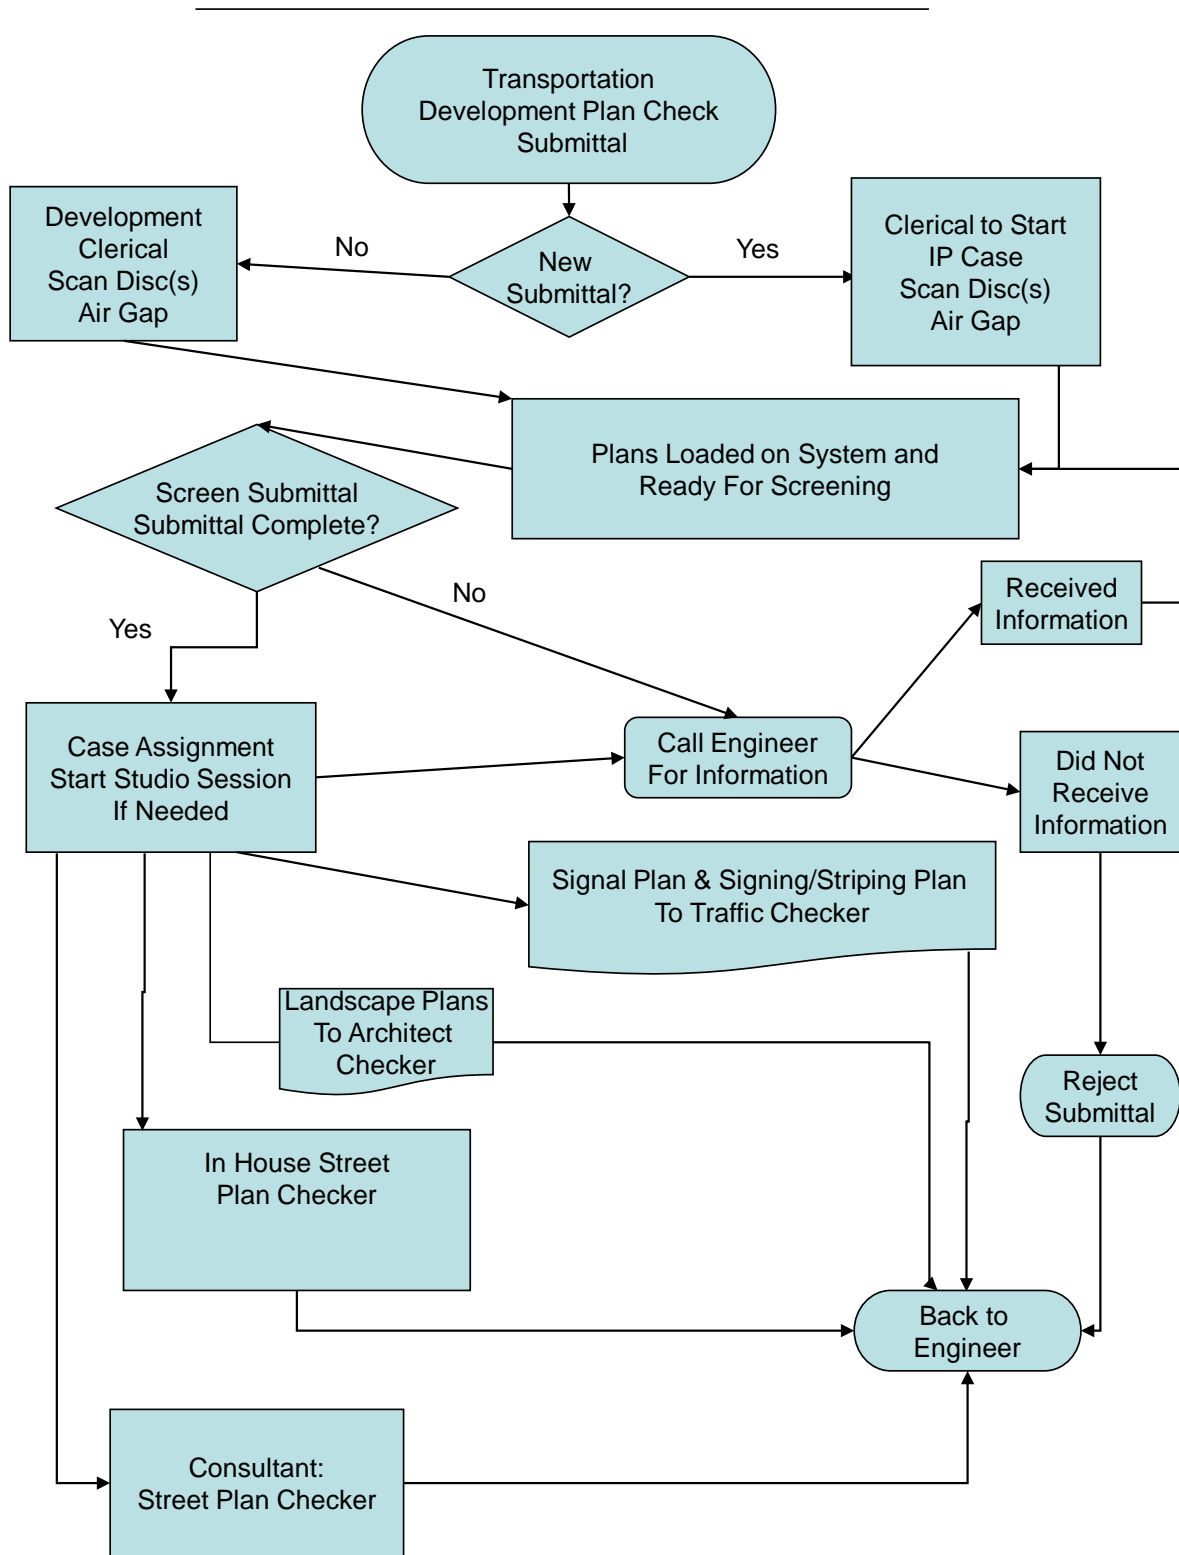 Transportation
Development Plan Check
Submittal
Development
Clerical
Scan Disc(s)
Air Gap
No
New
Submittal?
Yes
Clerical to Start
IP Case
Scan Disc(s)
Air Gap
Plans Loaded on System and
Ready For Screening
Screen Submittal
Submittal Complete?
No
Yes
Received
Information
Case Assignment
Start Studio Session
If Needed
Call Engineer
For Information
Did Not
Receive
Information
Signal Plan & Signing/Striping Plan
To Traffic Checker
Landscape Plans
To Architect
Checker
Reject
Submittal
In House Street
Plan Checker
Back to
Engineer
Consultant:
Street Plan Checker